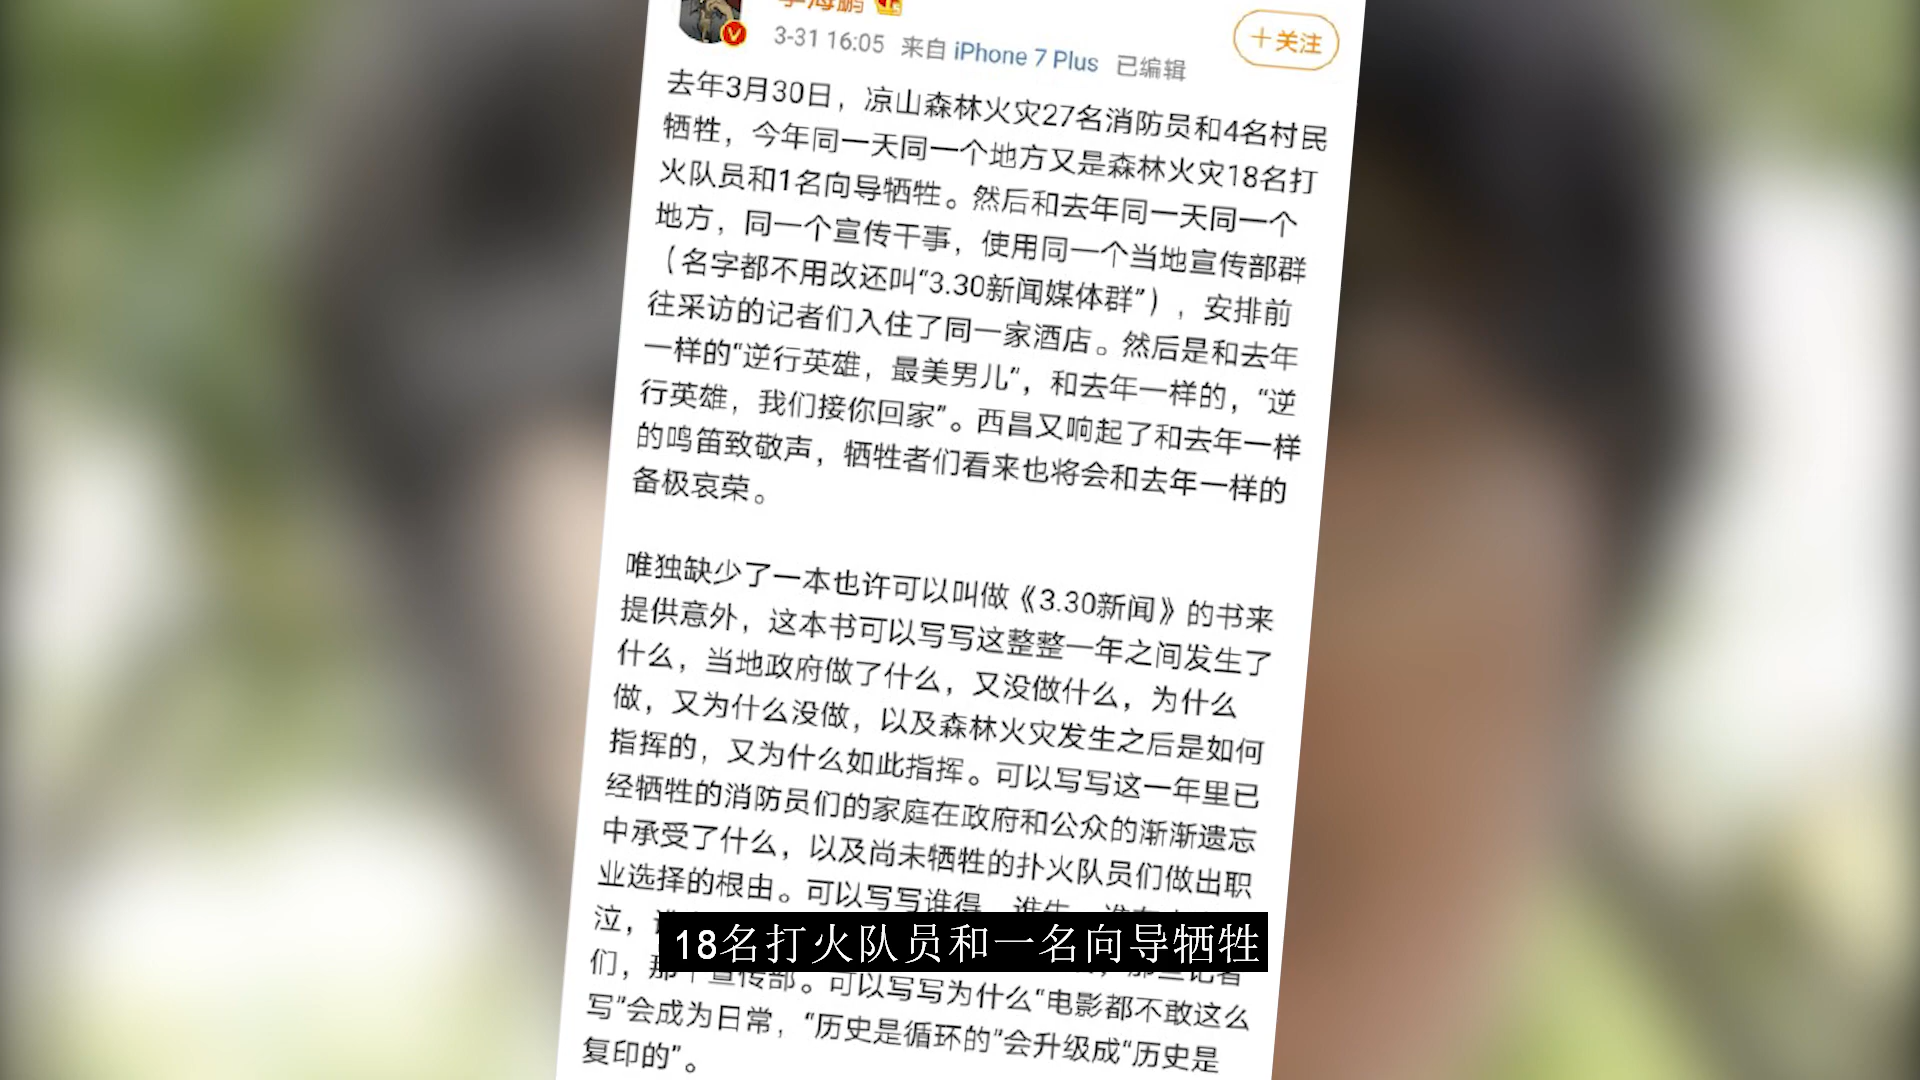 李海鹏
3-31 16:05 来自 iPhone 7 Plus 已编辑
+关注
去年3月30日，凉山森林火灾27名消防员和4名村民
牺牲，今年同一天同一个地方又是森林火灾18名打
火队员和1名向导牺牲。然后和去年同一天同一个
地方，同一个宣传干事，使用同一个当地宣传部群
（名字都不用改还叫“3.30新闻媒体群”），安排前
往采访的记者们入住了同一家酒店。然后是和去年
一样的“逆行英雄，最美男儿”，和去年一样的，“逆
行英雄，我们接你回家”。西昌又响起了和去年一样
的鸣笛致敬声，牺牲者们看来也将会和去年一样的
备极哀荣。
唯独缺少了一本也许可以叫做《3.30新闻》的书来
提供意外，这本书可以写写这整整一年之间发生了
什么，当地政府做了什么，又没做什么，为什么
做，又为什么没做，以及森林火灾发生之后是如何
指挥的，又为什么如此指挥。可以写写这一年里已
经牺牲的消防员们的家庭在政府和公众的渐渐遗忘
中承受了什么，以及尚未牺牲的扑火队员们做出职
业选择的根由。可以写写谁得，谁失，
泣，
们，那个宣传部。可以写写为什么“电影都不敢这么
写”会成为日常，“历史是循环的”会升级成“历史是
复印的”。
18名打火队员和一名向导牺牲